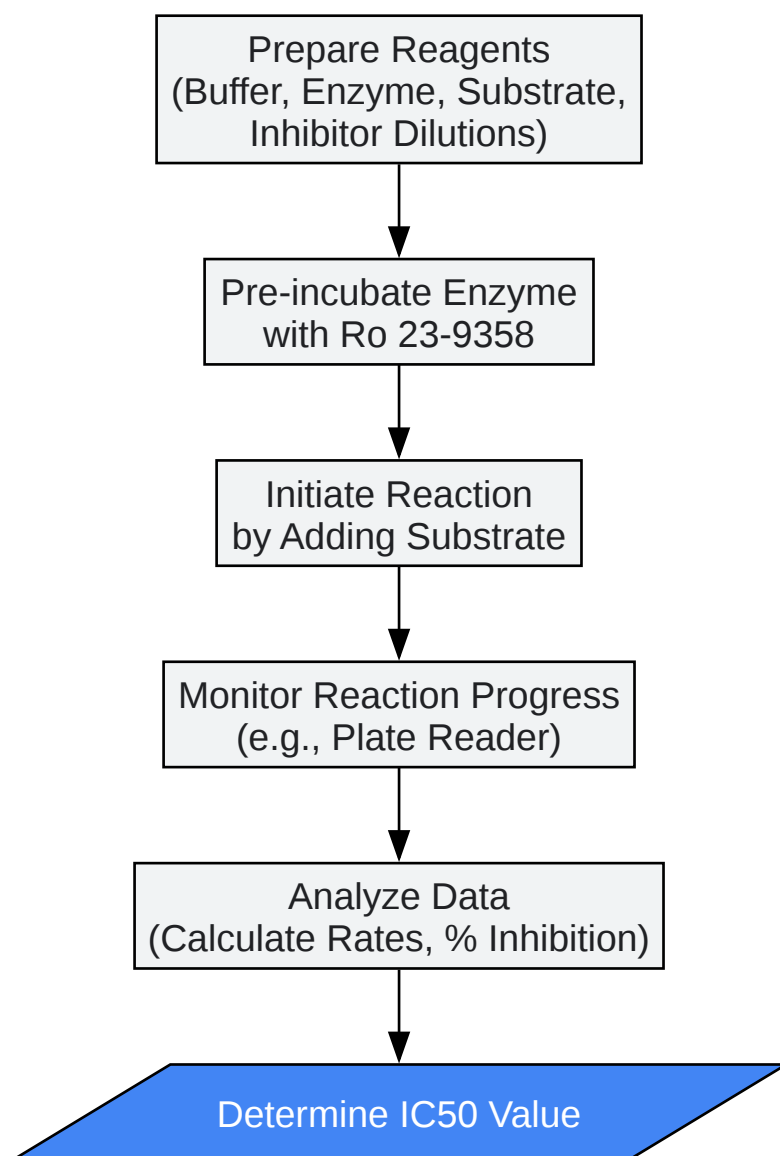 Prepare Reagents
(Buffer, Enzyme, Substrate,
Inhibitor Dilutions)
Pre-incubate Enzyme
with Ro 23-9358
Initiate Reaction
by Adding Substrate
Monitor Reaction Progress
(e.g., Plate Reader)
Analyze Data
(Calculate Rates, % Inhibition)
Determine IC50 Value